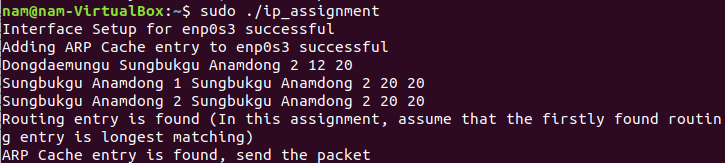 nam@nam-VirtualBox:~$ sudo ./ip_assignment
Interface Setup for enp0s3 successful
Adding ARP Cache entry to enp0s3 successful
Dongdaemungu Sungbukgu Anamdong 2 12 20
Sungbukgu Anamdong 1 Sungbukgu Anamdong 2 20 20
Sungbukgu Anamdong 2 Sungbukgu Anamdong 2 20 20
Routing entry is found (In this assignment, assume that the firstly found routin
g entry is longest matching)
ARP Cache entry is found, send the packet